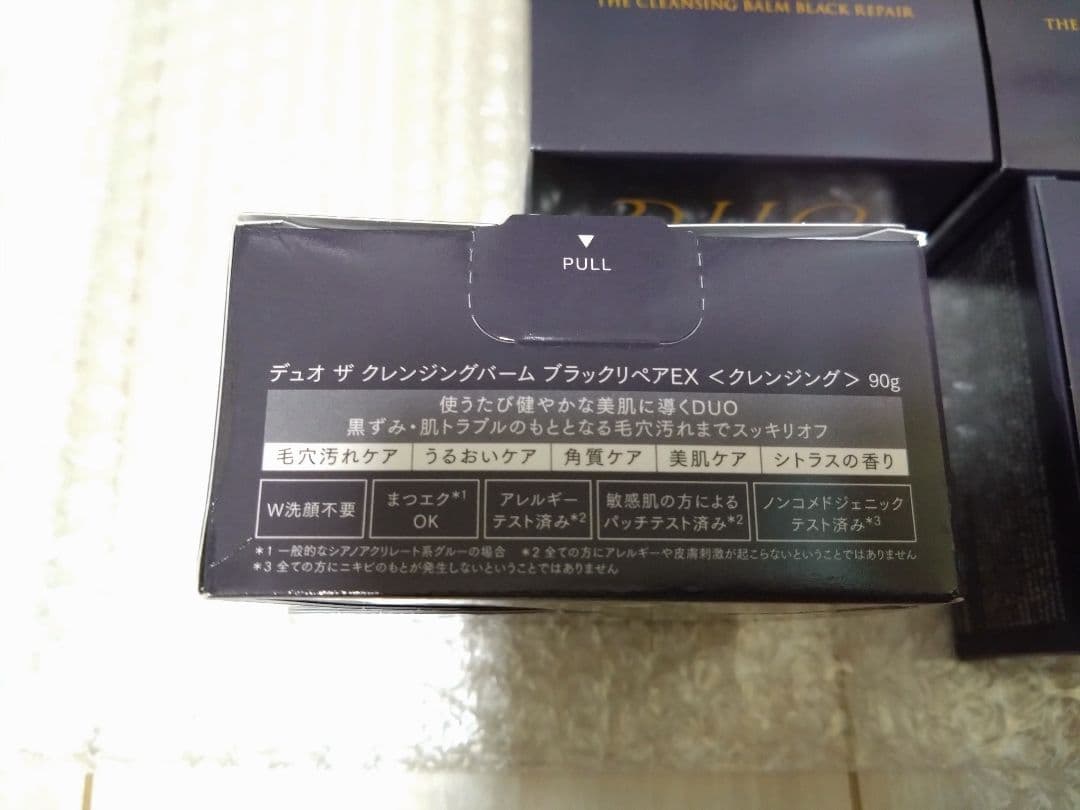 THE CLEANSING BALM BLACK REPAIR
THE
DUO
PULL
デュオ ザ クレンジングバーム ブラックリペアEX <クレンジング> 90g
使うたび健やかな美肌に導くDUO
黒ずみ・肌トラブルのもととなる毛穴汚れまでスッキリオフ
毛穴汚れケア うるおいケア 角質ケア 美肌ケア シトラスの香り
W洗顔不要
まつエク*1
OK
アレルギー
テスト済み*2
敏感肌の方による
パッチテスト済み*2
ノンコメドジェニック
テスト済み*3
*1 一般的なシアノアクリレート系グルーの場合 *2 全ての方にアレルギーや皮膚刺激が起こらないということではありません
*3 全ての方にニキビのもとが発生しないということではありません